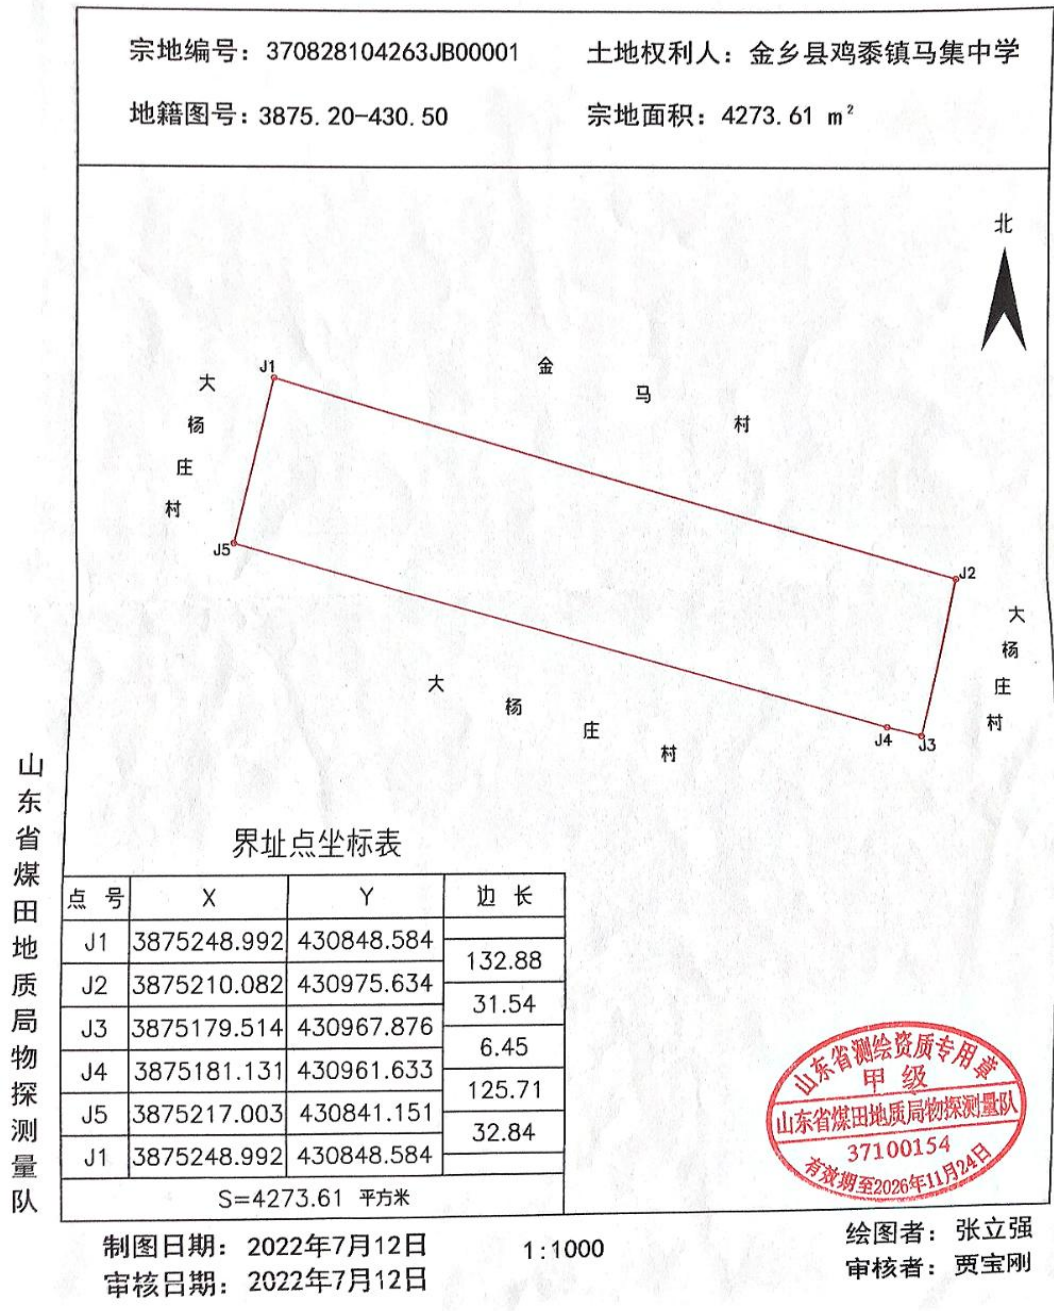 宗地编号：370828104263JB00001 土地权利人：金乡县鸡黍镇马集中学
地籍图号：3875.20-430.50 宗地面积：4273.61 m²
北
J1
金马村
大杨庄村
J5
J2
大杨庄村
大杨庄村
J4
J3
山东省煤田地质局物探测量队
界址点坐标表
点 号 X Y 边 长
J1 3875248.992 430848.584
132.88
J2 3875210.082 430975.634
31.54
J3 3875179.514 430967.876
6.45
J4 3875181.131 430961.633
125.71
J5 3875217.003 430841.151
32.84
J1 3875248.992 430848.584
S=4273.61 平方米
山东省测绘资质专用章
甲级
山东省煤田地质局物探测量队
37100154
有效期至2026年11月24日
制图日期：2022年7月12日
审核日期：2022年7月12日
1:1000
绘图者：张立强
审核者：贾宝刚